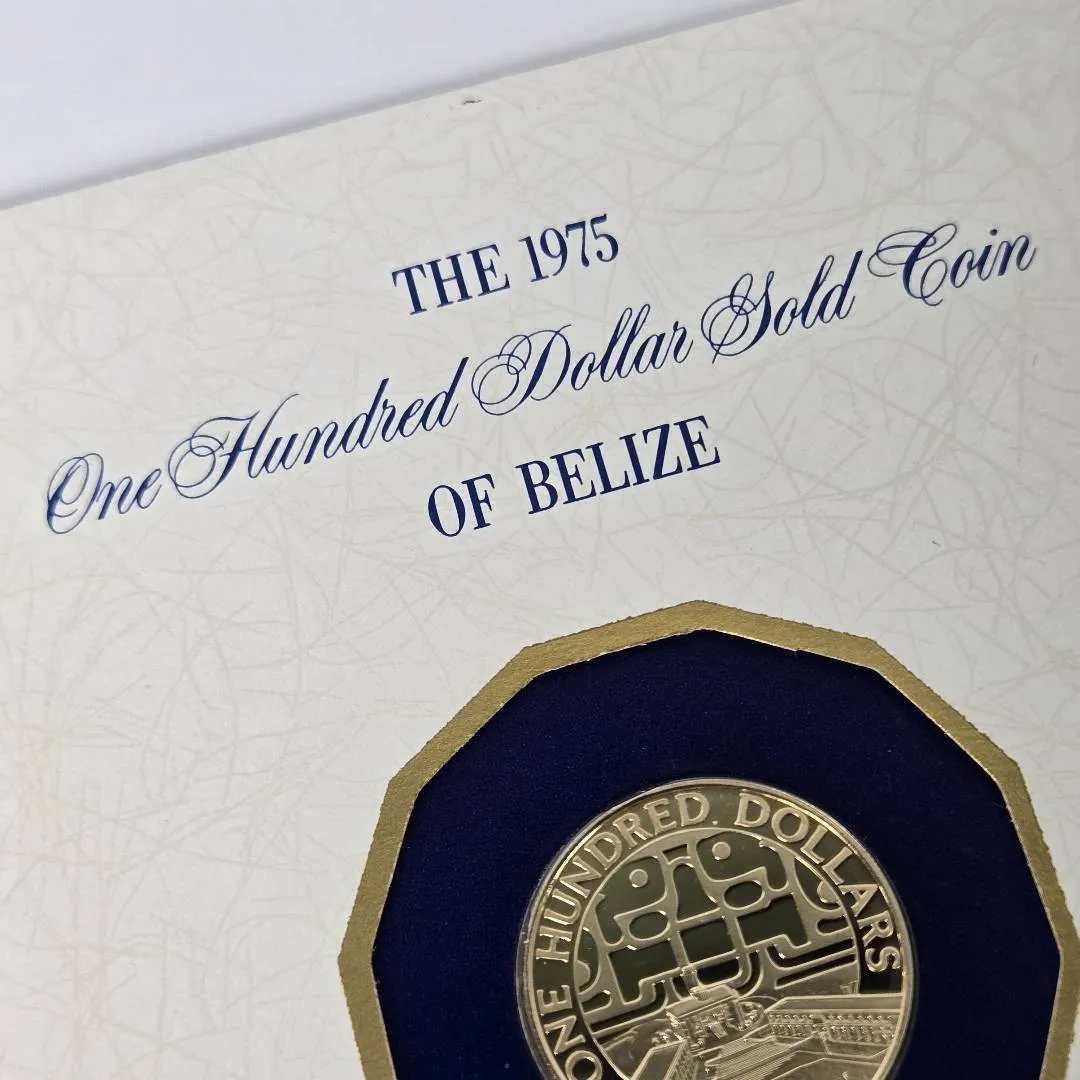 THE 1975
One Hundred Dollar Gold Coin
OF BELIZE
ONE HUNDRED DOLLARS